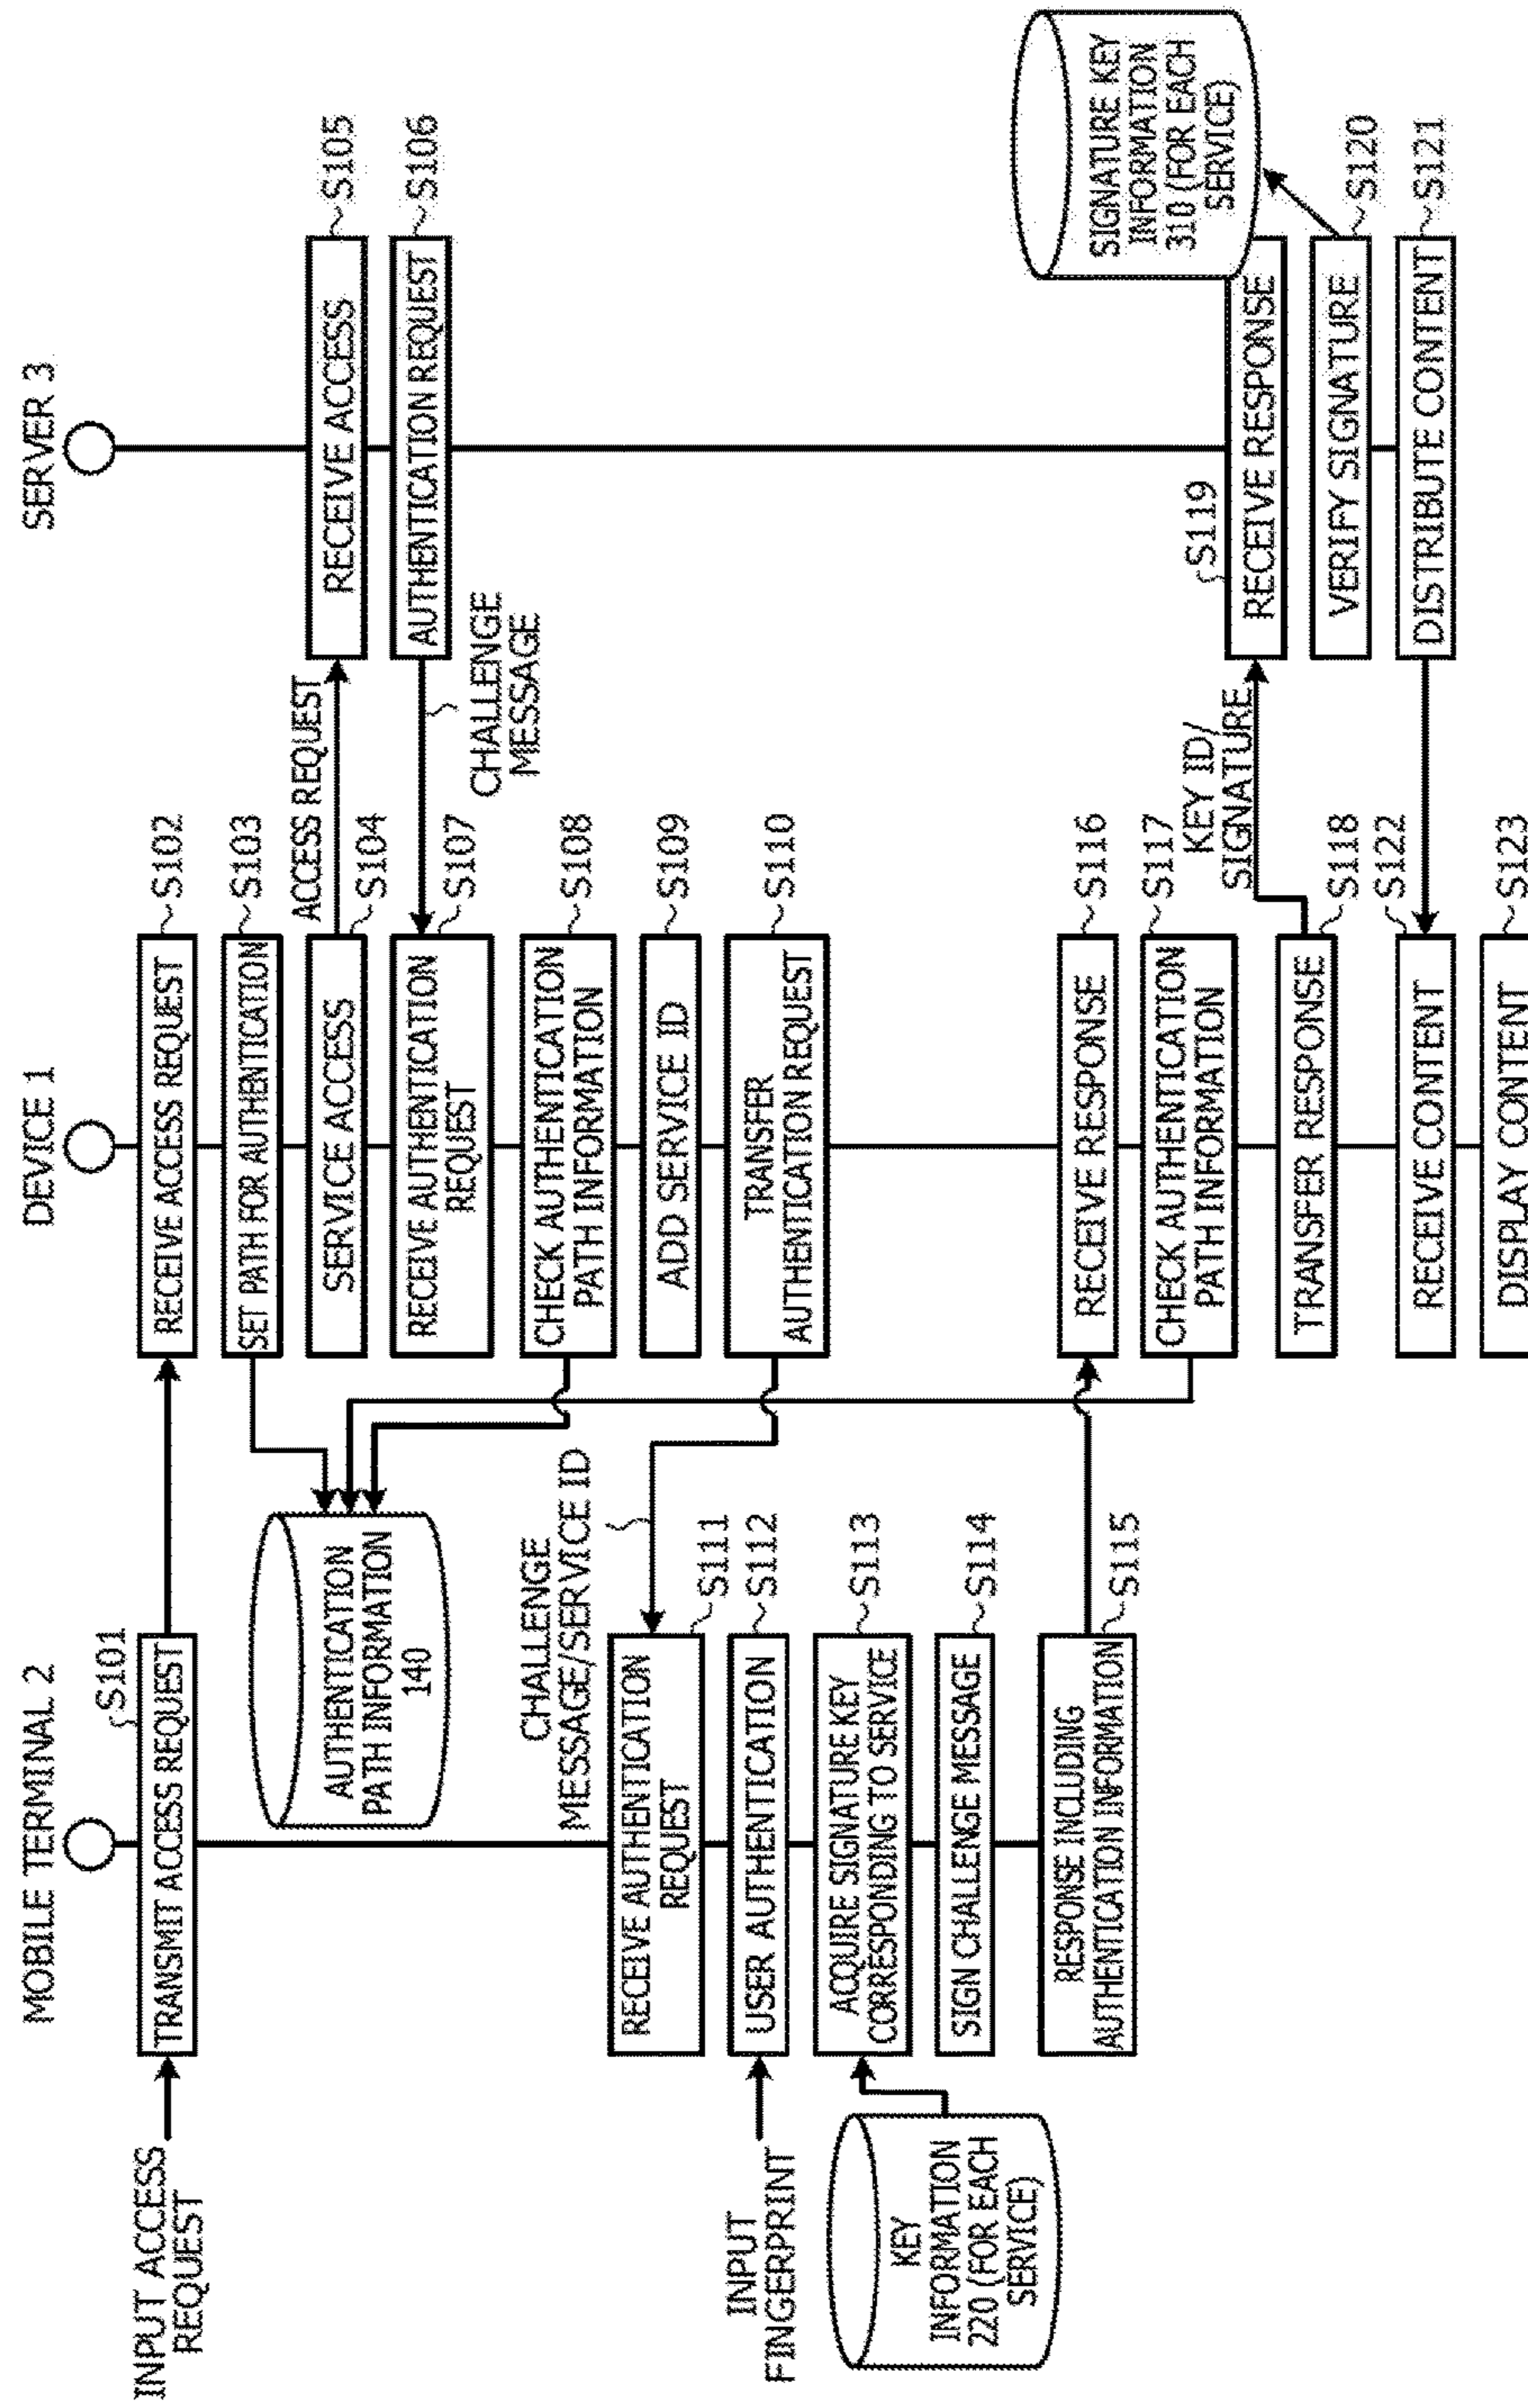 MOBILE TERMINAL 2
DEVICE 1
SERVER 3
INPUT ACCESS
REQUEST
S101
TRANSMIT ACCESS REQUEST
RECEIVE ACCESS REQUEST
S102
SET PATH FOR AUTHENTICATION
S103
AUTHENTICATION
PATH INFORMATION
140
SERVICE ACCESS
S104
ACCESS REQUEST
RECEIVE ACCESS
S105
AUTHENTICATION REQUEST
S106
CHALLENGE
MESSAGE
RECEIVE AUTHENTICATION
REQUEST
S107
CHECK AUTHENTICATION
PATH INFORMATION
S108
ADD SERVICE ID
S109
TRANSFER
AUTHENTICATION REQUEST
S110
CHALLENGE
MESSAGE/SERVICE ID
RECEIVE AUTHENTICATION
REQUEST
S111
INPUT
FINGERPRINT
USER AUTHENTICATION
S112
KEY
INFORMATION
220 (FOR EACH
SERVICE)
ACQUIRE SIGNATURE KEY
CORRESPONDING TO SERVICE
S113
SIGN CHALLENGE MESSAGE
S114
RESPONSE INCLUDING
AUTHENTICATION INFORMATION
S115
RECEIVE RESPONSE
S116
CHECK AUTHENTICATION
PATH INFORMATION
S117
TRANSFER RESPONSE
S118
KEY ID/
SIGNATURE
S119
RECEIVE RESPONSE
SIGNATURE KEY
INFORMATION
310 (FOR EACH
SERVICE)
VERIFY SIGNATURE
S120
DISTRIBUTE CONTENT
S121
RECEIVE CONTENT
S122
DISPLAY CONTENT
S123